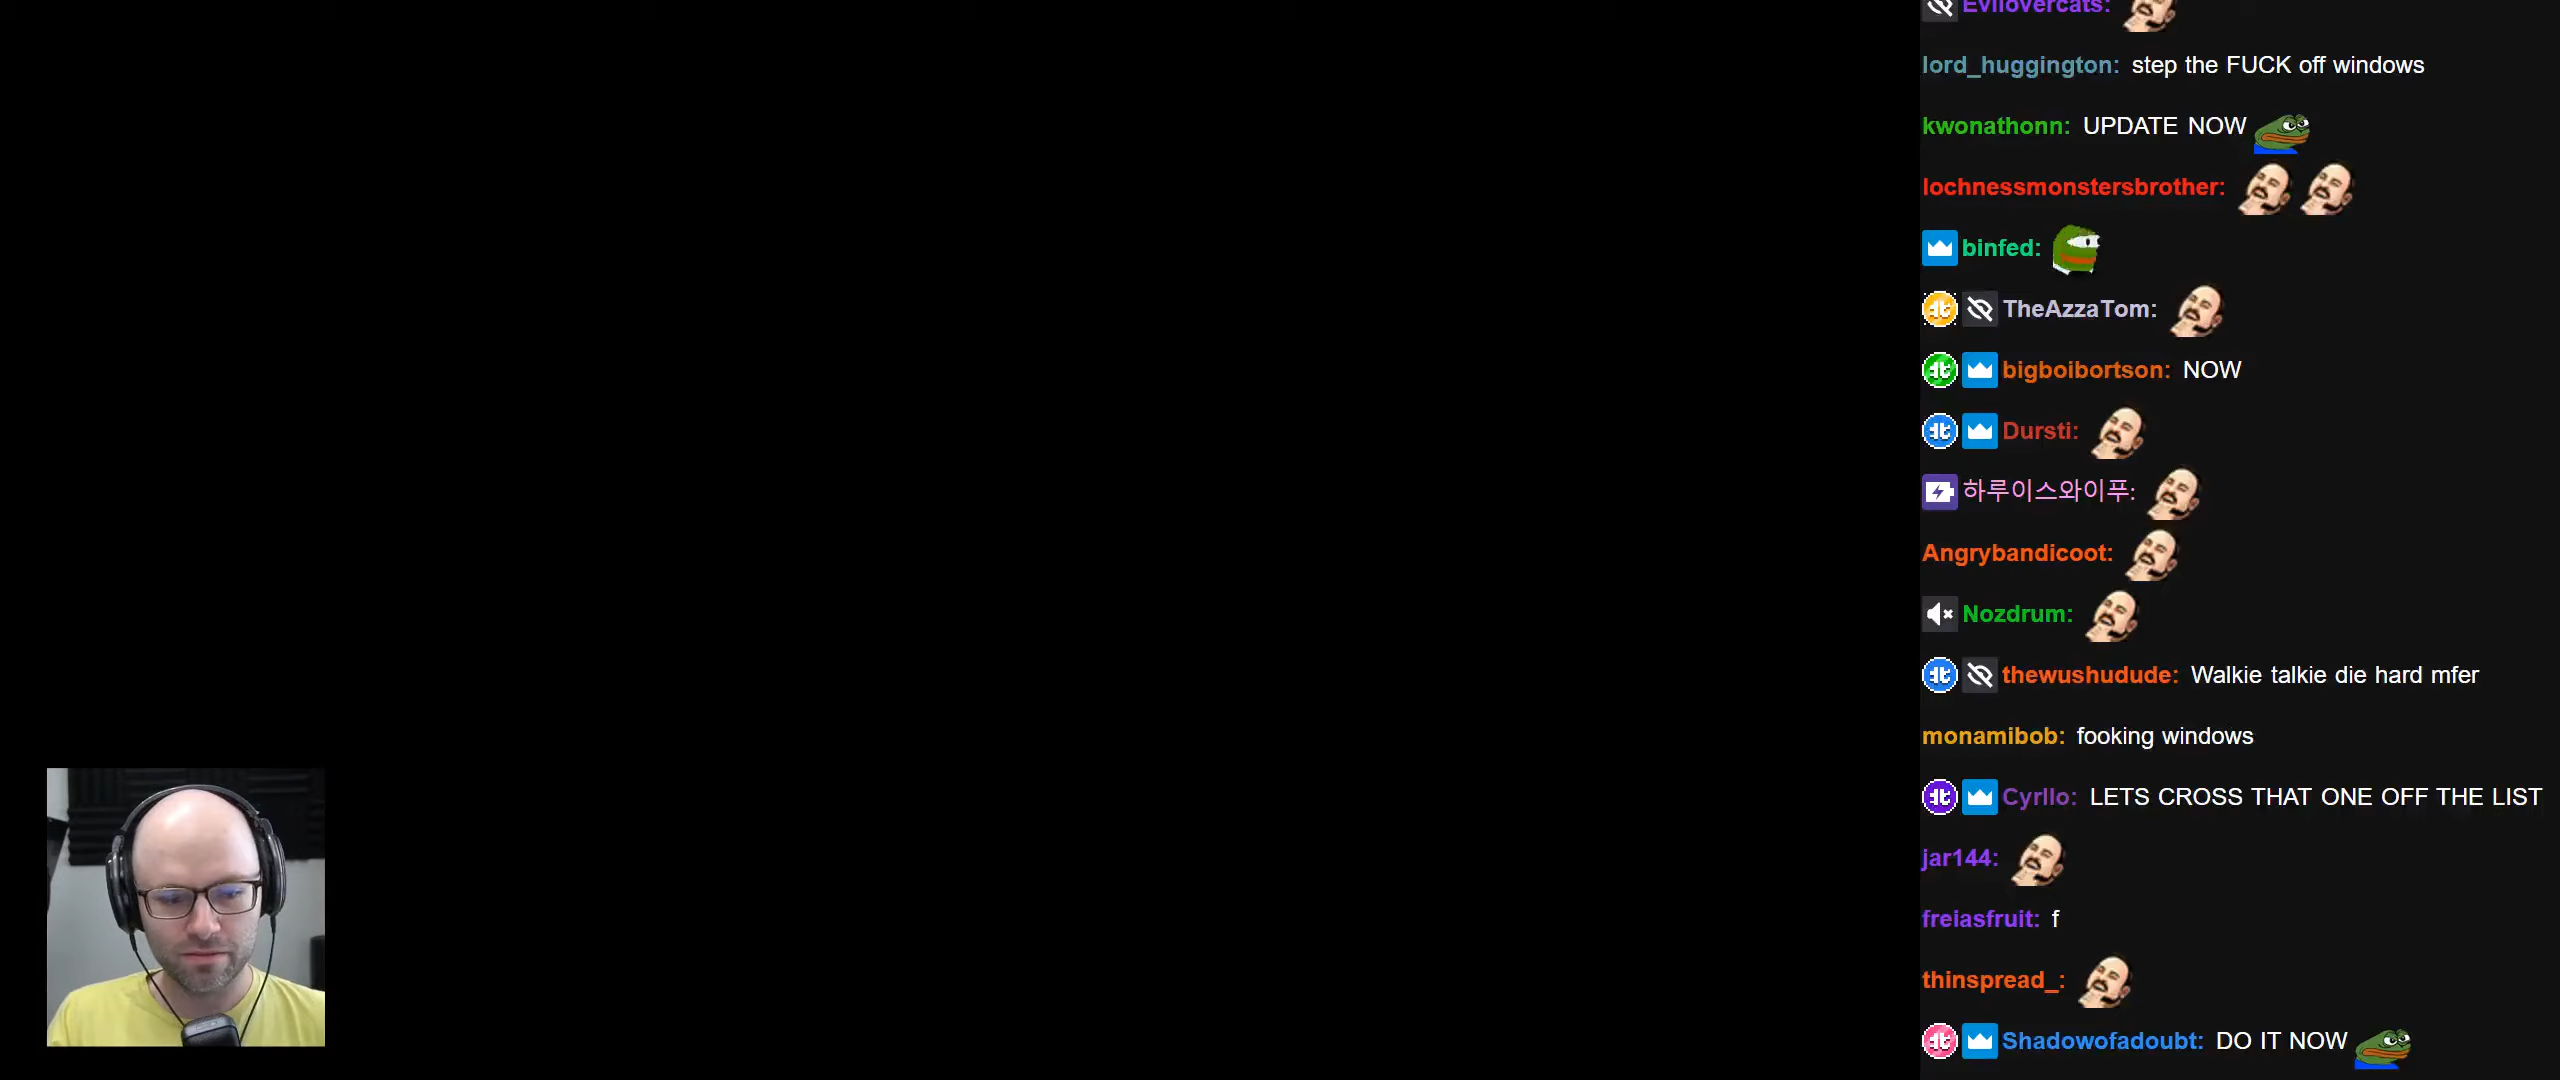 Evilovercats:
lord_huggington: step the FUCK off windows
kwonathonn: UPDATE NOW
lochnessmonstersbrother:
binfed:
TheAzzaTom:
bigboibortson: NOW
Dursti:
하루이스와이푸:
Angrybandicoot:
Nozdrum:
thewushudude: Walkie talkie die hard mfer
monamibob: fooking windows
Cyrllo: LETS CROSS THAT ONE OFF THE LIST
jar144:
freiasfruit: f
thinspread_:
Shadowofadoubt: DO IT NOW